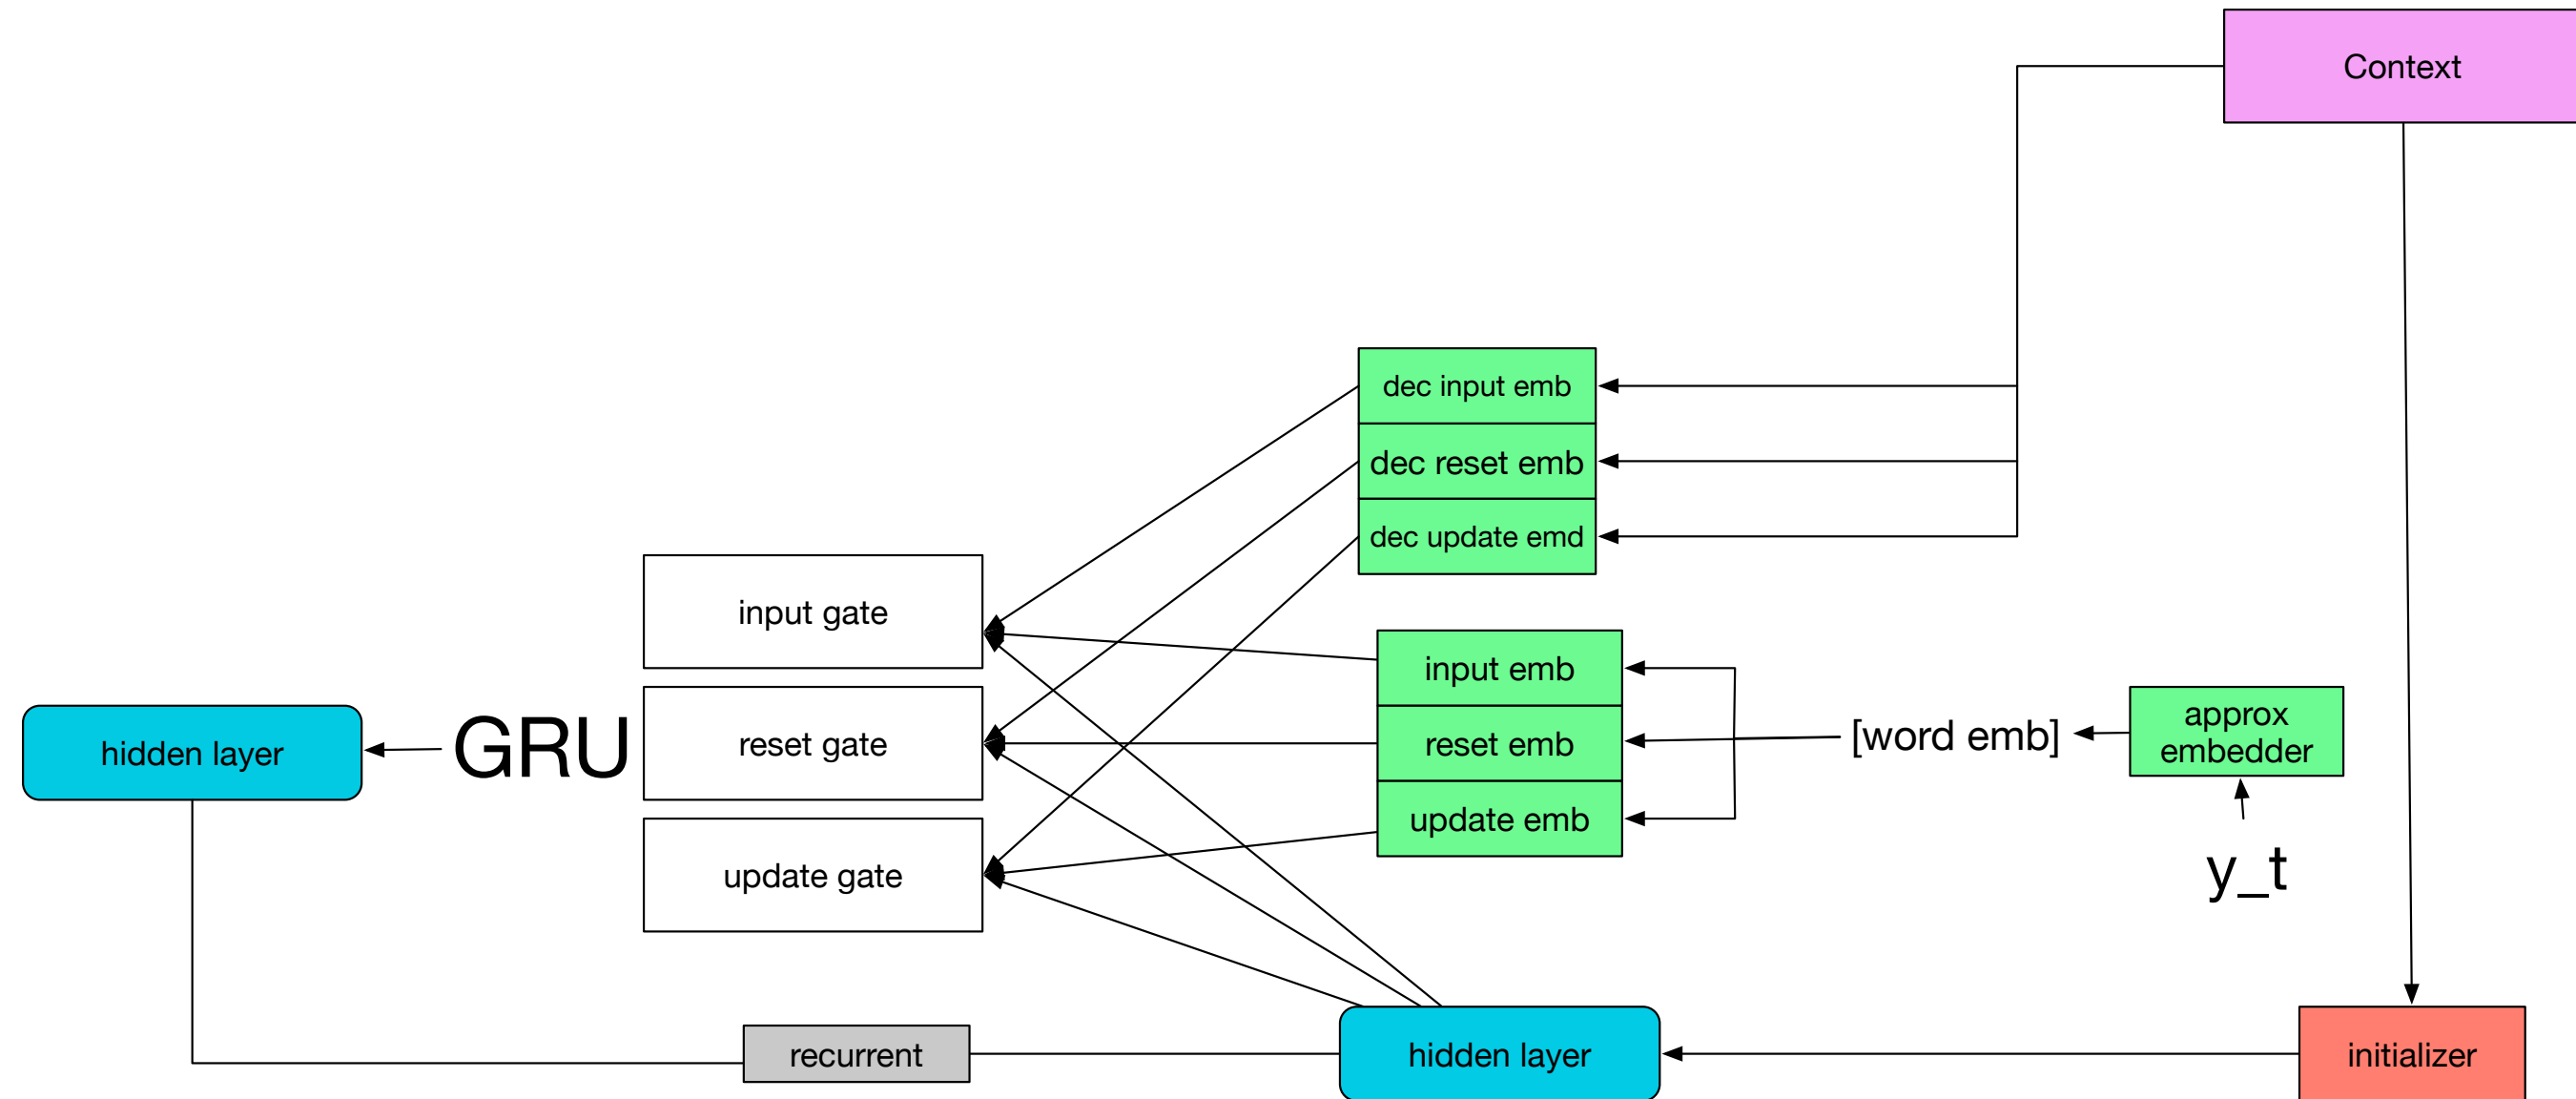 Context
dec input emb
dec reset emb
dec update emd
input gate
input emb
reset gate
reset emb
update gate
update emb
hidden layer
GRU
[word emb]
approx
embedder
y_t
recurrent
hidden layer
initializer